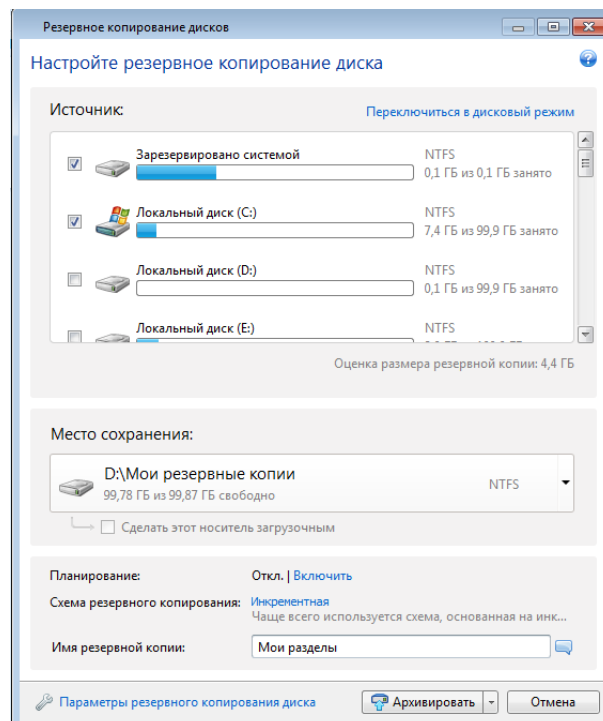 Резервное копирование дисков
Настройте резервное копирование диска
Источник:
Переключиться в дисковый режим
Зарезервировано системой
NTFS
0,1 ГБ из 0,1 ГБ занято
Локальный диск (C:)
NTFS
7,4 ГБ из 99,9 ГБ занято
Локальный диск (D:)
NTFS
0,1 ГБ из 99,9 ГБ занято
Локальный диск (E:)
NTFS
Оценка размера резервной копии: 4,4 ГБ
Место сохранения:
D:\Мои резервные копии
NTFS
99,78 ГБ из 99,87 ГБ свободно
Сделать этот носитель загрузочным
Планирование: Откл. | Включить
Схема резервного копирования: Инкрементная
Чаще всего используется схема, основанная на инк...
Имя резервной копии: Мои разделы
Параметры резервного копирования диска
Архивировать
Отмена